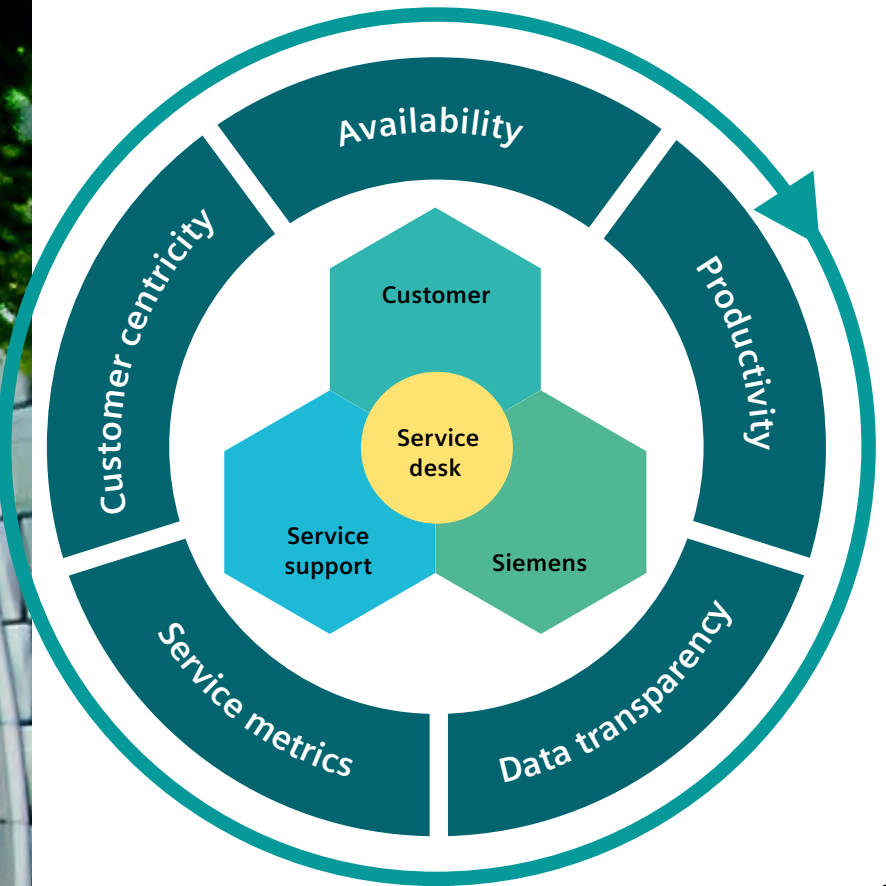 Availability
Productivity
Data transparency
Service metrics
Customer centricity
Customer
Service
desk
Service
support
Siemens